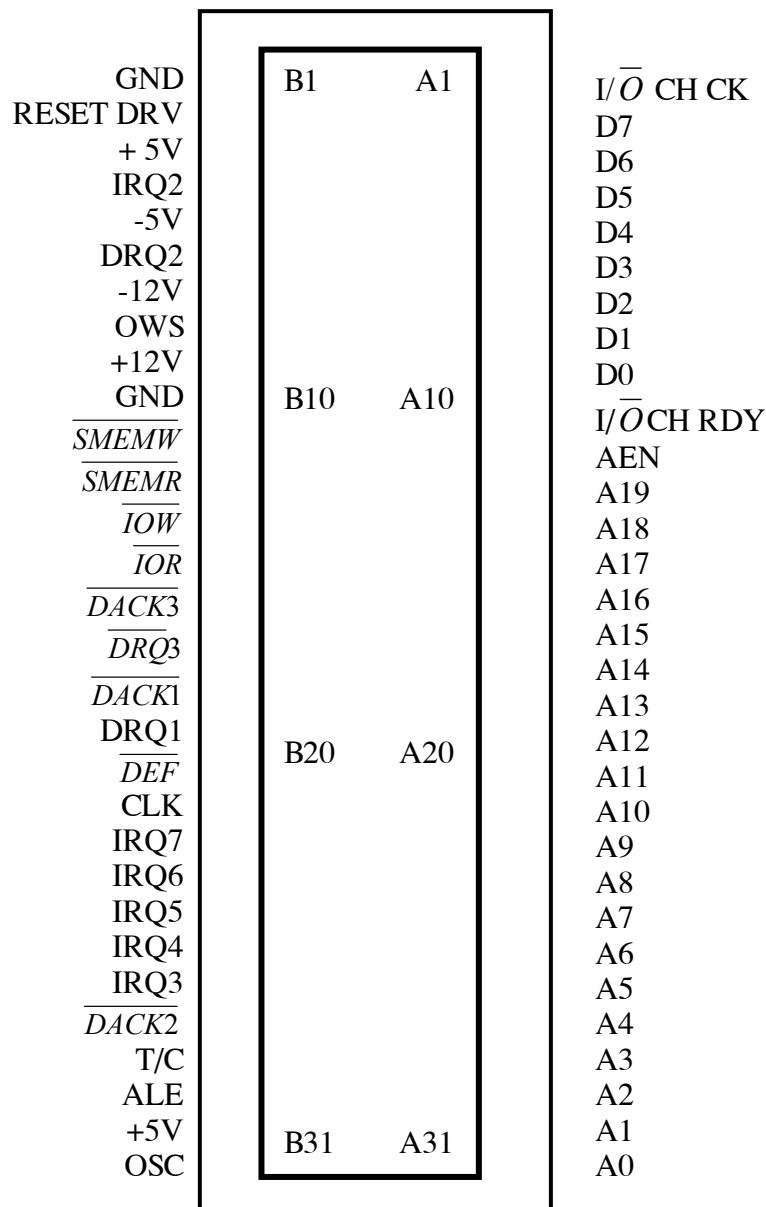 GND
RESET DRV
+ 5V
IRQ2
-5V
DRQ2
-12V
OWS
+12V
GND
SMEMW
SMEMR
IOW
IOR
DACK3
DRQ3
DACK1
DRQ1
DEF
CLK
IRQ7
IRQ6
IRQ5
IRQ4
IRQ3
DACK2
T/C
ALE
+5V
OSC
B1 A1
B10 A10
B20 A20
B31 A31
I/O CH CK
D7
D6
D5
D4
D3
D2
D1
D0
I/O CH RDY
AEN
A19
A18
A17
A16
A15
A14
A13
A12
A11
A10
A9
A8
A7
A6
A5
A4
A3
A2
A1
A0